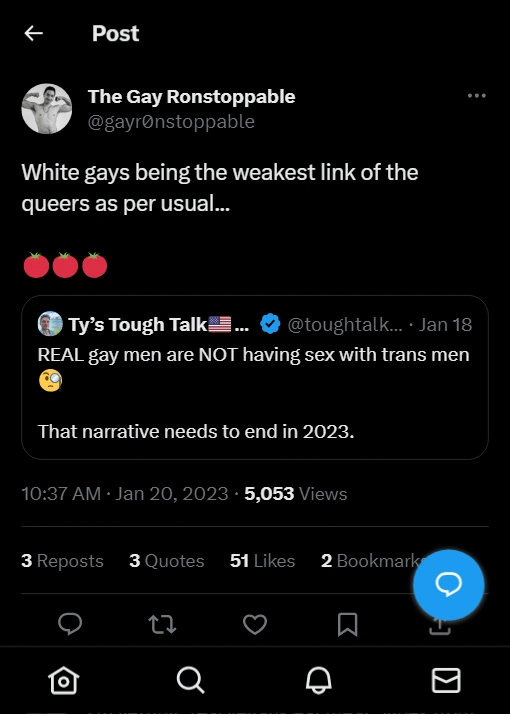 Post
The Gay Ronstoppable
@gayr0nstoppable
White gays being the weakest link of the
queers as per usual...
🍅🍅🍅
Ty's Tough Talk🇺🇸... @toughtalk... · Jan 18
REAL gay men are NOT having sex with trans men
🧐
That narrative needs to end in 2023.
10:37 AM · Jan 20, 2023 · 5,053 Views
3 Reposts 3 Quotes 51 Likes 2 Bookmarks